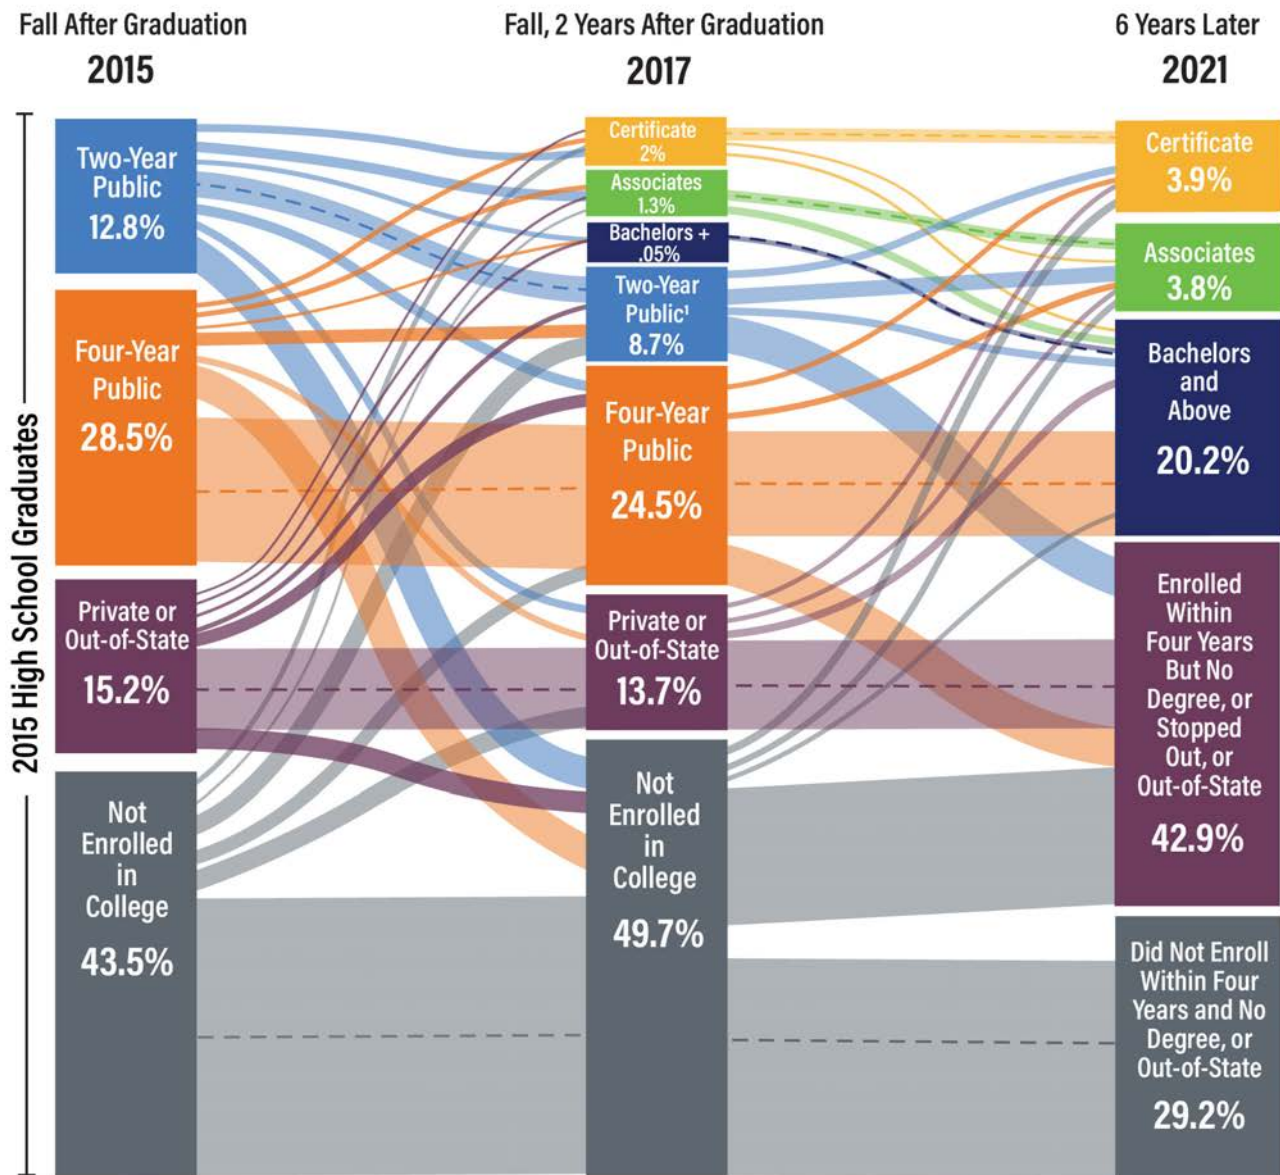 Fall After Graduation
2015
Fall, 2 Years After Graduation
2017
6 Years Later
2021
2015 High School Graduates
Two-Year
Public
12.8%
Four-Year
Public
28.5%
Private or
Out-of-State
15.2%
Not
Enrolled
in
College
43.5%
Certificate
2%
Associates
1.3%
Bachelors +
.05%
Two-Year
Public¹
8.7%
Four-Year
Public
24.5%
Private or
Out-of-State
13.7%
Not
Enrolled
in
College
49.7%
Certificate
3.9%
Associates
3.8%
Bachelors
and
Above
20.2%
Enrolled
Within
Four Years
But No
Degree, or
Stopped
Out, or
Out-of-State
42.9%
Did Not Enroll
Within Four
Years and No
Degree, or
Out-of-State
29.2%